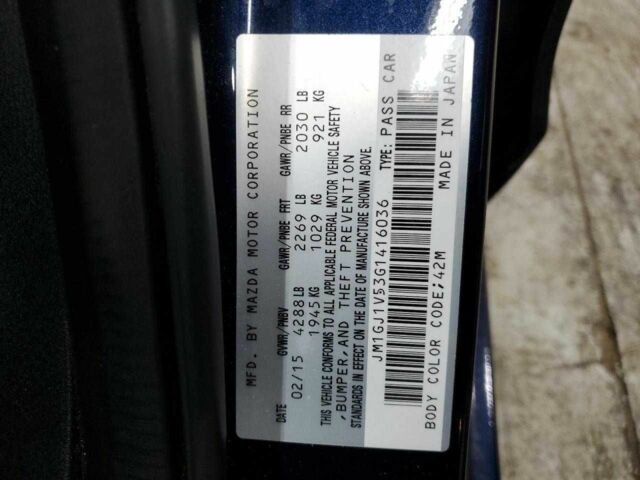 MFD. BY MAZDA MOTOR CORPORATION
DATE GVWR/PNBV GAWR/PNBE FRT GAWR/PNBE RR
02/15 4288LB 2269 LB 2030 LB
1945KG 1029 KG 921 KG
THIS VEHICLE CONFORMS TO ALL APPLICABLE FEDERAL MOTOR VEHICLE SAFETY
,BUMPER,AND THEFT PREVENTION
STANDARDS IN EFFECT ON THE DATE OF MANUFACTURE SHOWN ABOVE.
JM1GJ1V53G1416036 TYPE: PASS CAR
BODY COLOR CODE;42M MADE IN JAPAN